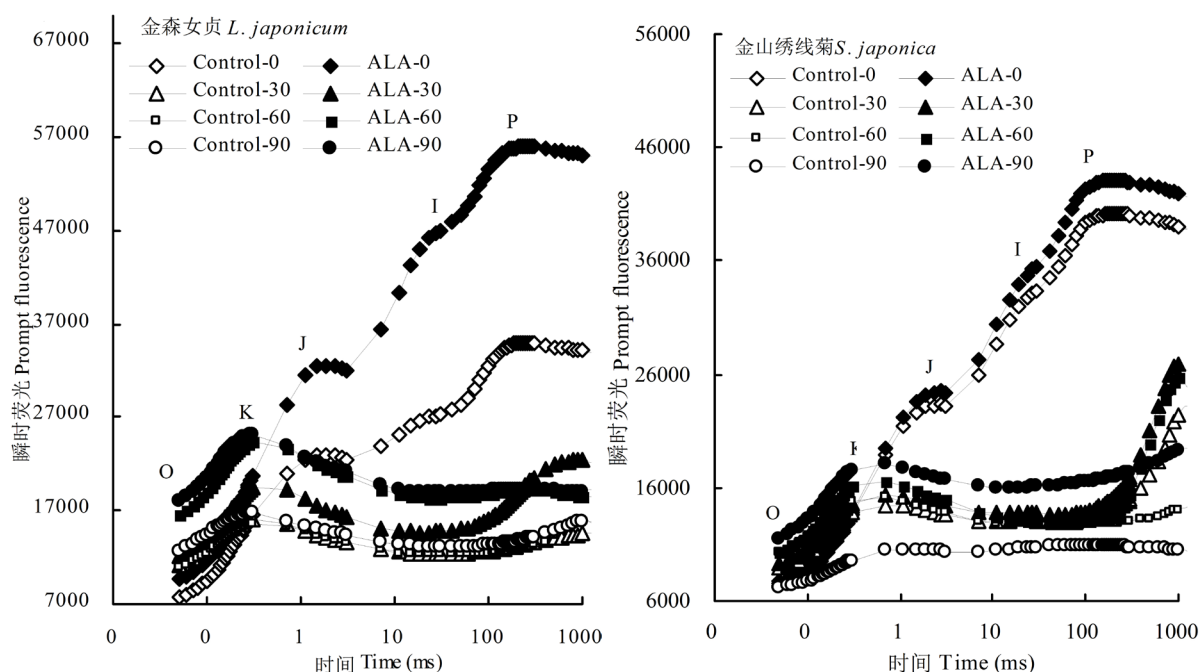 金森女贞 L. japonicum
Control-0 ALA-0
Control-30 ALA-30
Control-60 ALA-60
Control-90 ALA-90
67000
57000
47000
37000
27000
17000
7000
瞬时荧光 Prompt fluorescence
O
K
J
I
P
0 0 1 10 100 1000
时间 Time (ms)
金山绣线菊 S. japonica
Control-0 ALA-0
Control-30 ALA-30
Control-60 ALA-60
Control-90 ALA-90
56000
46000
36000
26000
16000
6000
瞬时荧光 Prompt fluorescence
O
K
J
I
P
0 0 1 10 100 1000
时间 Time (ms)